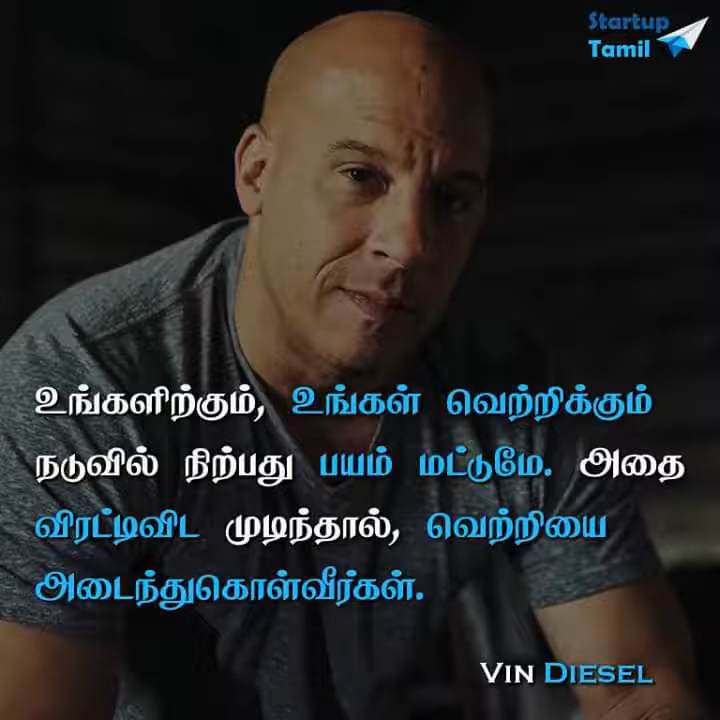 Startup
Tamil
உங்களிற்கும், உங்கள் வெற்றிக்கும்
நடுவில் நிற்பது பயம் மட்டுமே. அதை
விரட்டிவிட முடிந்தால், வெற்றியை
அடைந்துகொள்வீர்கள்.
VIN DIESEL